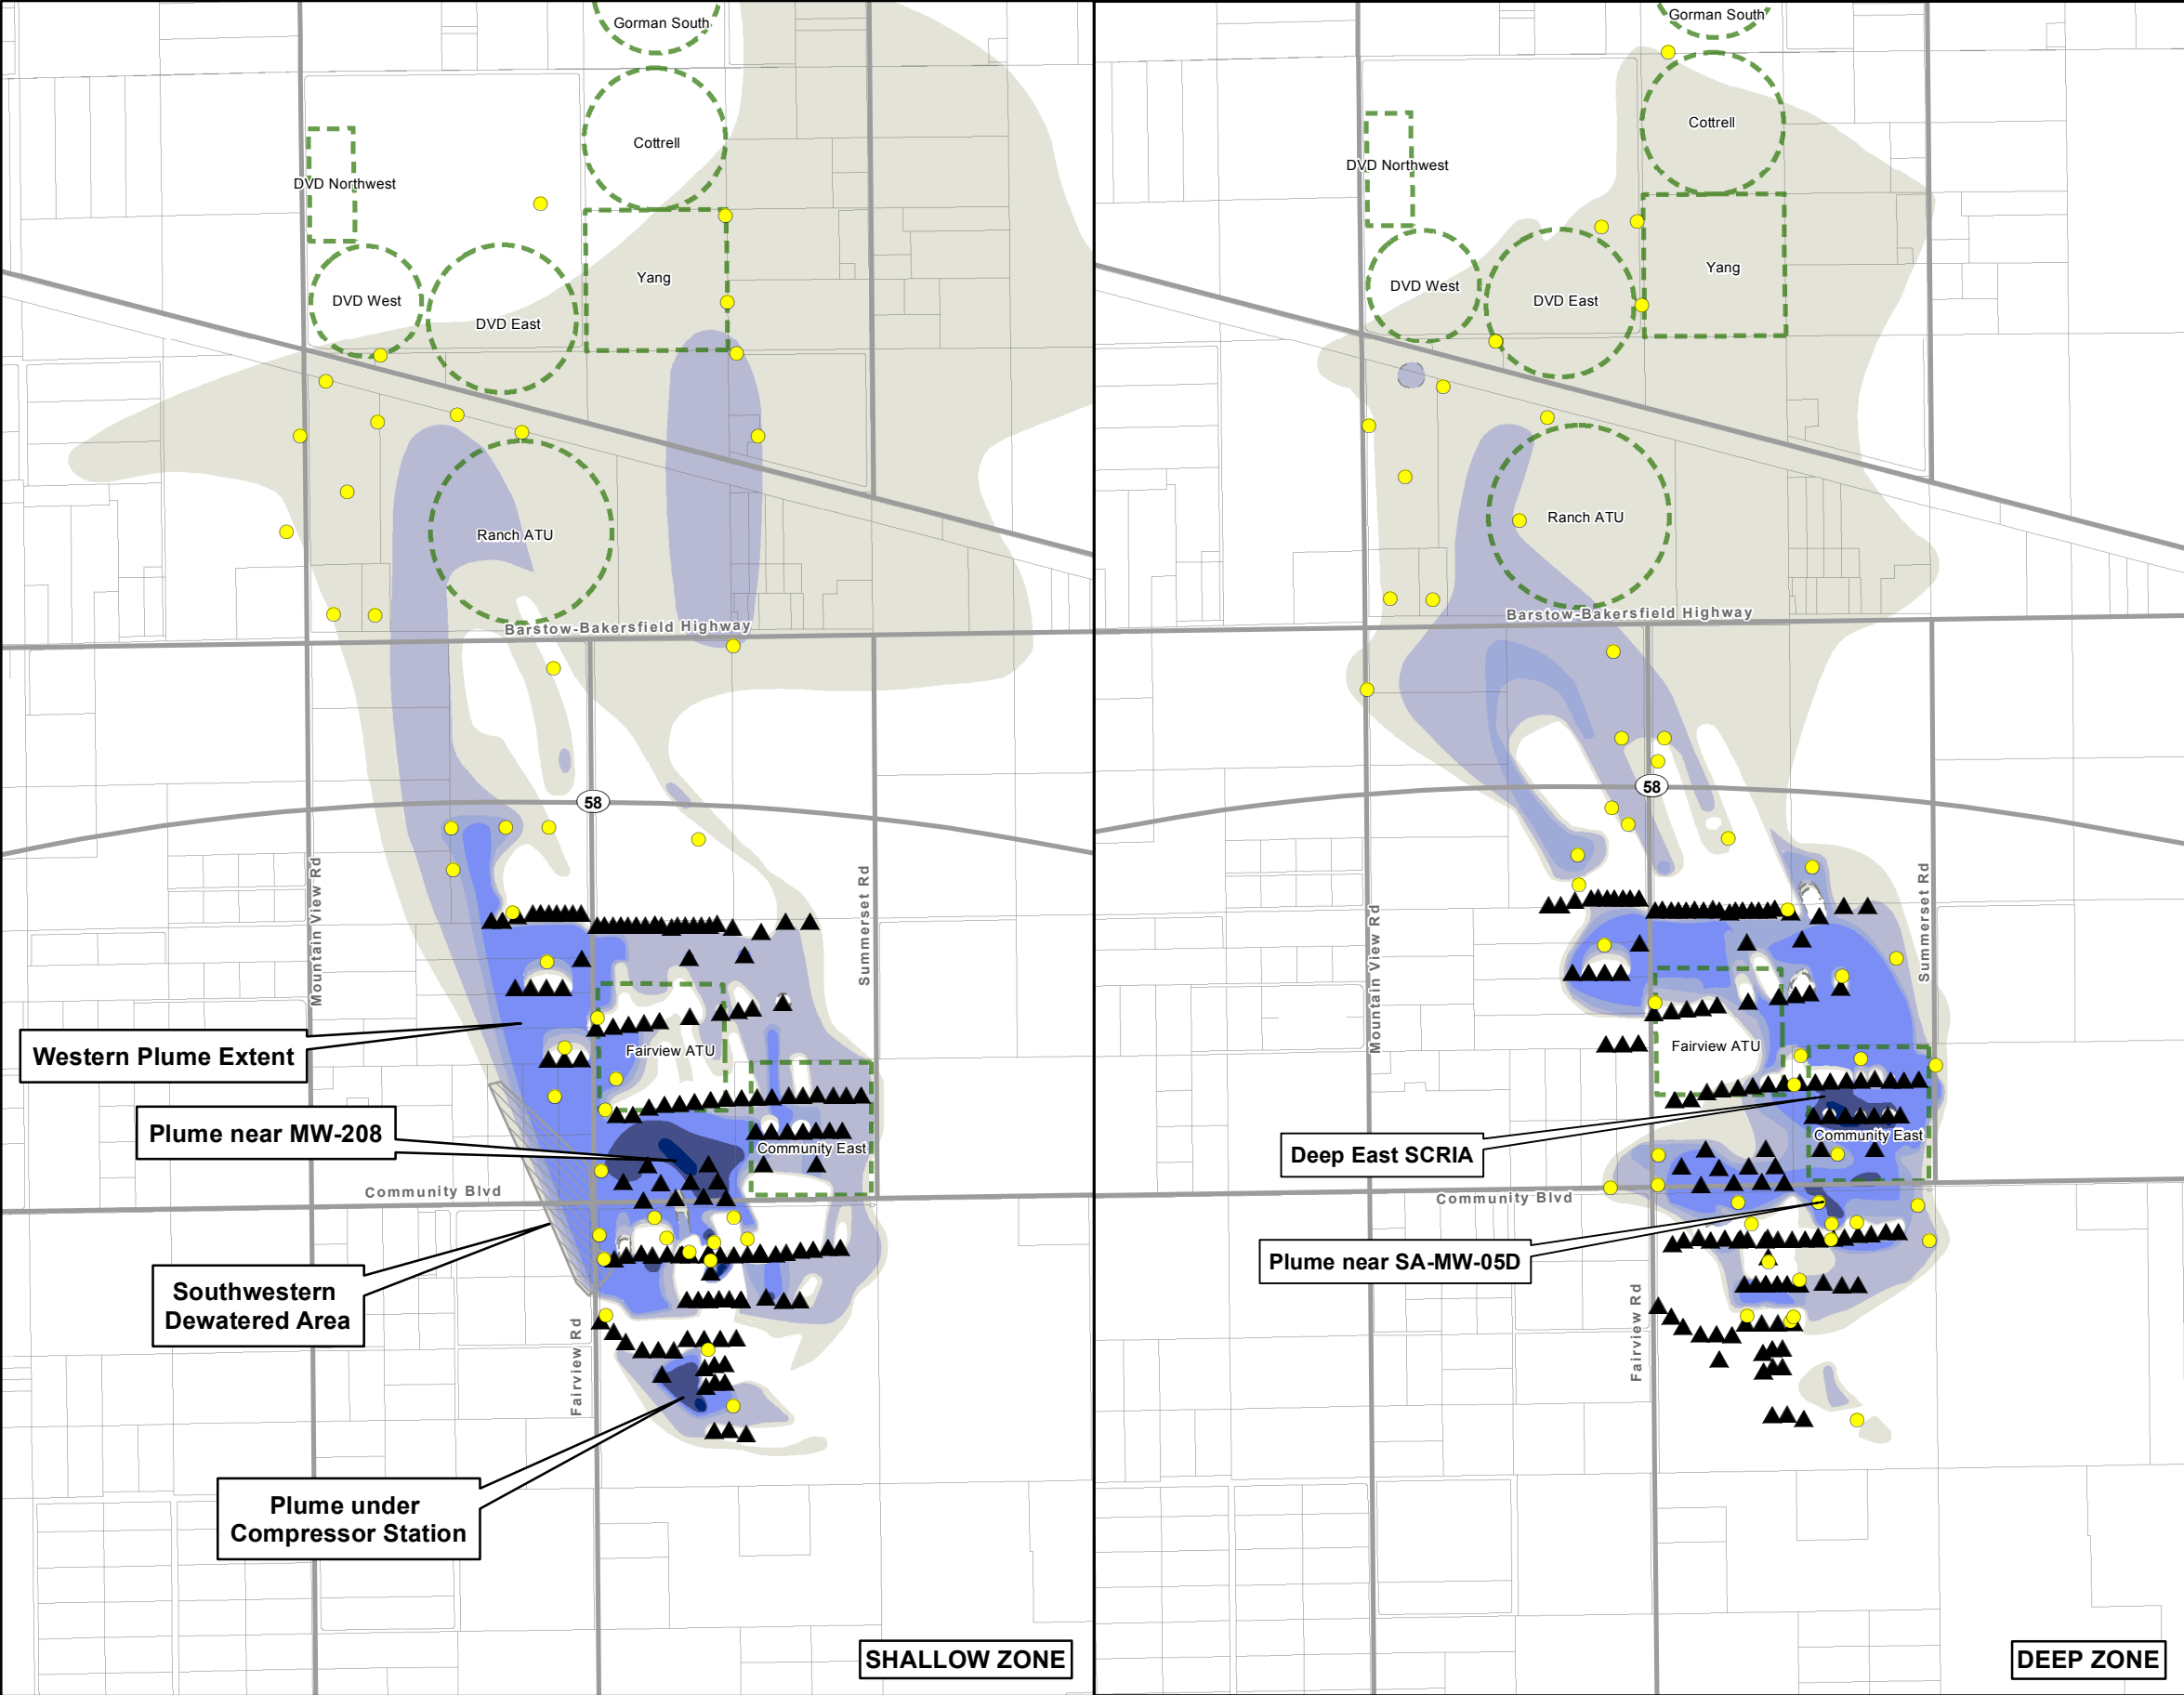 Gorman South
Cottrell
DVD Northwest
Yang
DVD West
DVD East
Ranch ATU
Barstow-Bakersfield Highway
58
Mountain View Rd
Summerset Rd
Western Plume Extent
Fairview ATU
Plume near MW-208
Community East
Community Blvd
Southwestern
Dewatered Area
Fairview Rd
Plume under
Compressor Station
SHALLOW ZONE
Gorman South
Cottrell
DVD Northwest
Yang
DVD West
DVD East
Ranch ATU
Barstow-Bakersfield Highway
58
Mountain View Rd
Summerset Rd
Fairview ATU
Community East
Deep East SCRIA
Community Blvd
Plume near SA-MW-05D
Fairview Rd
DEEP ZONE